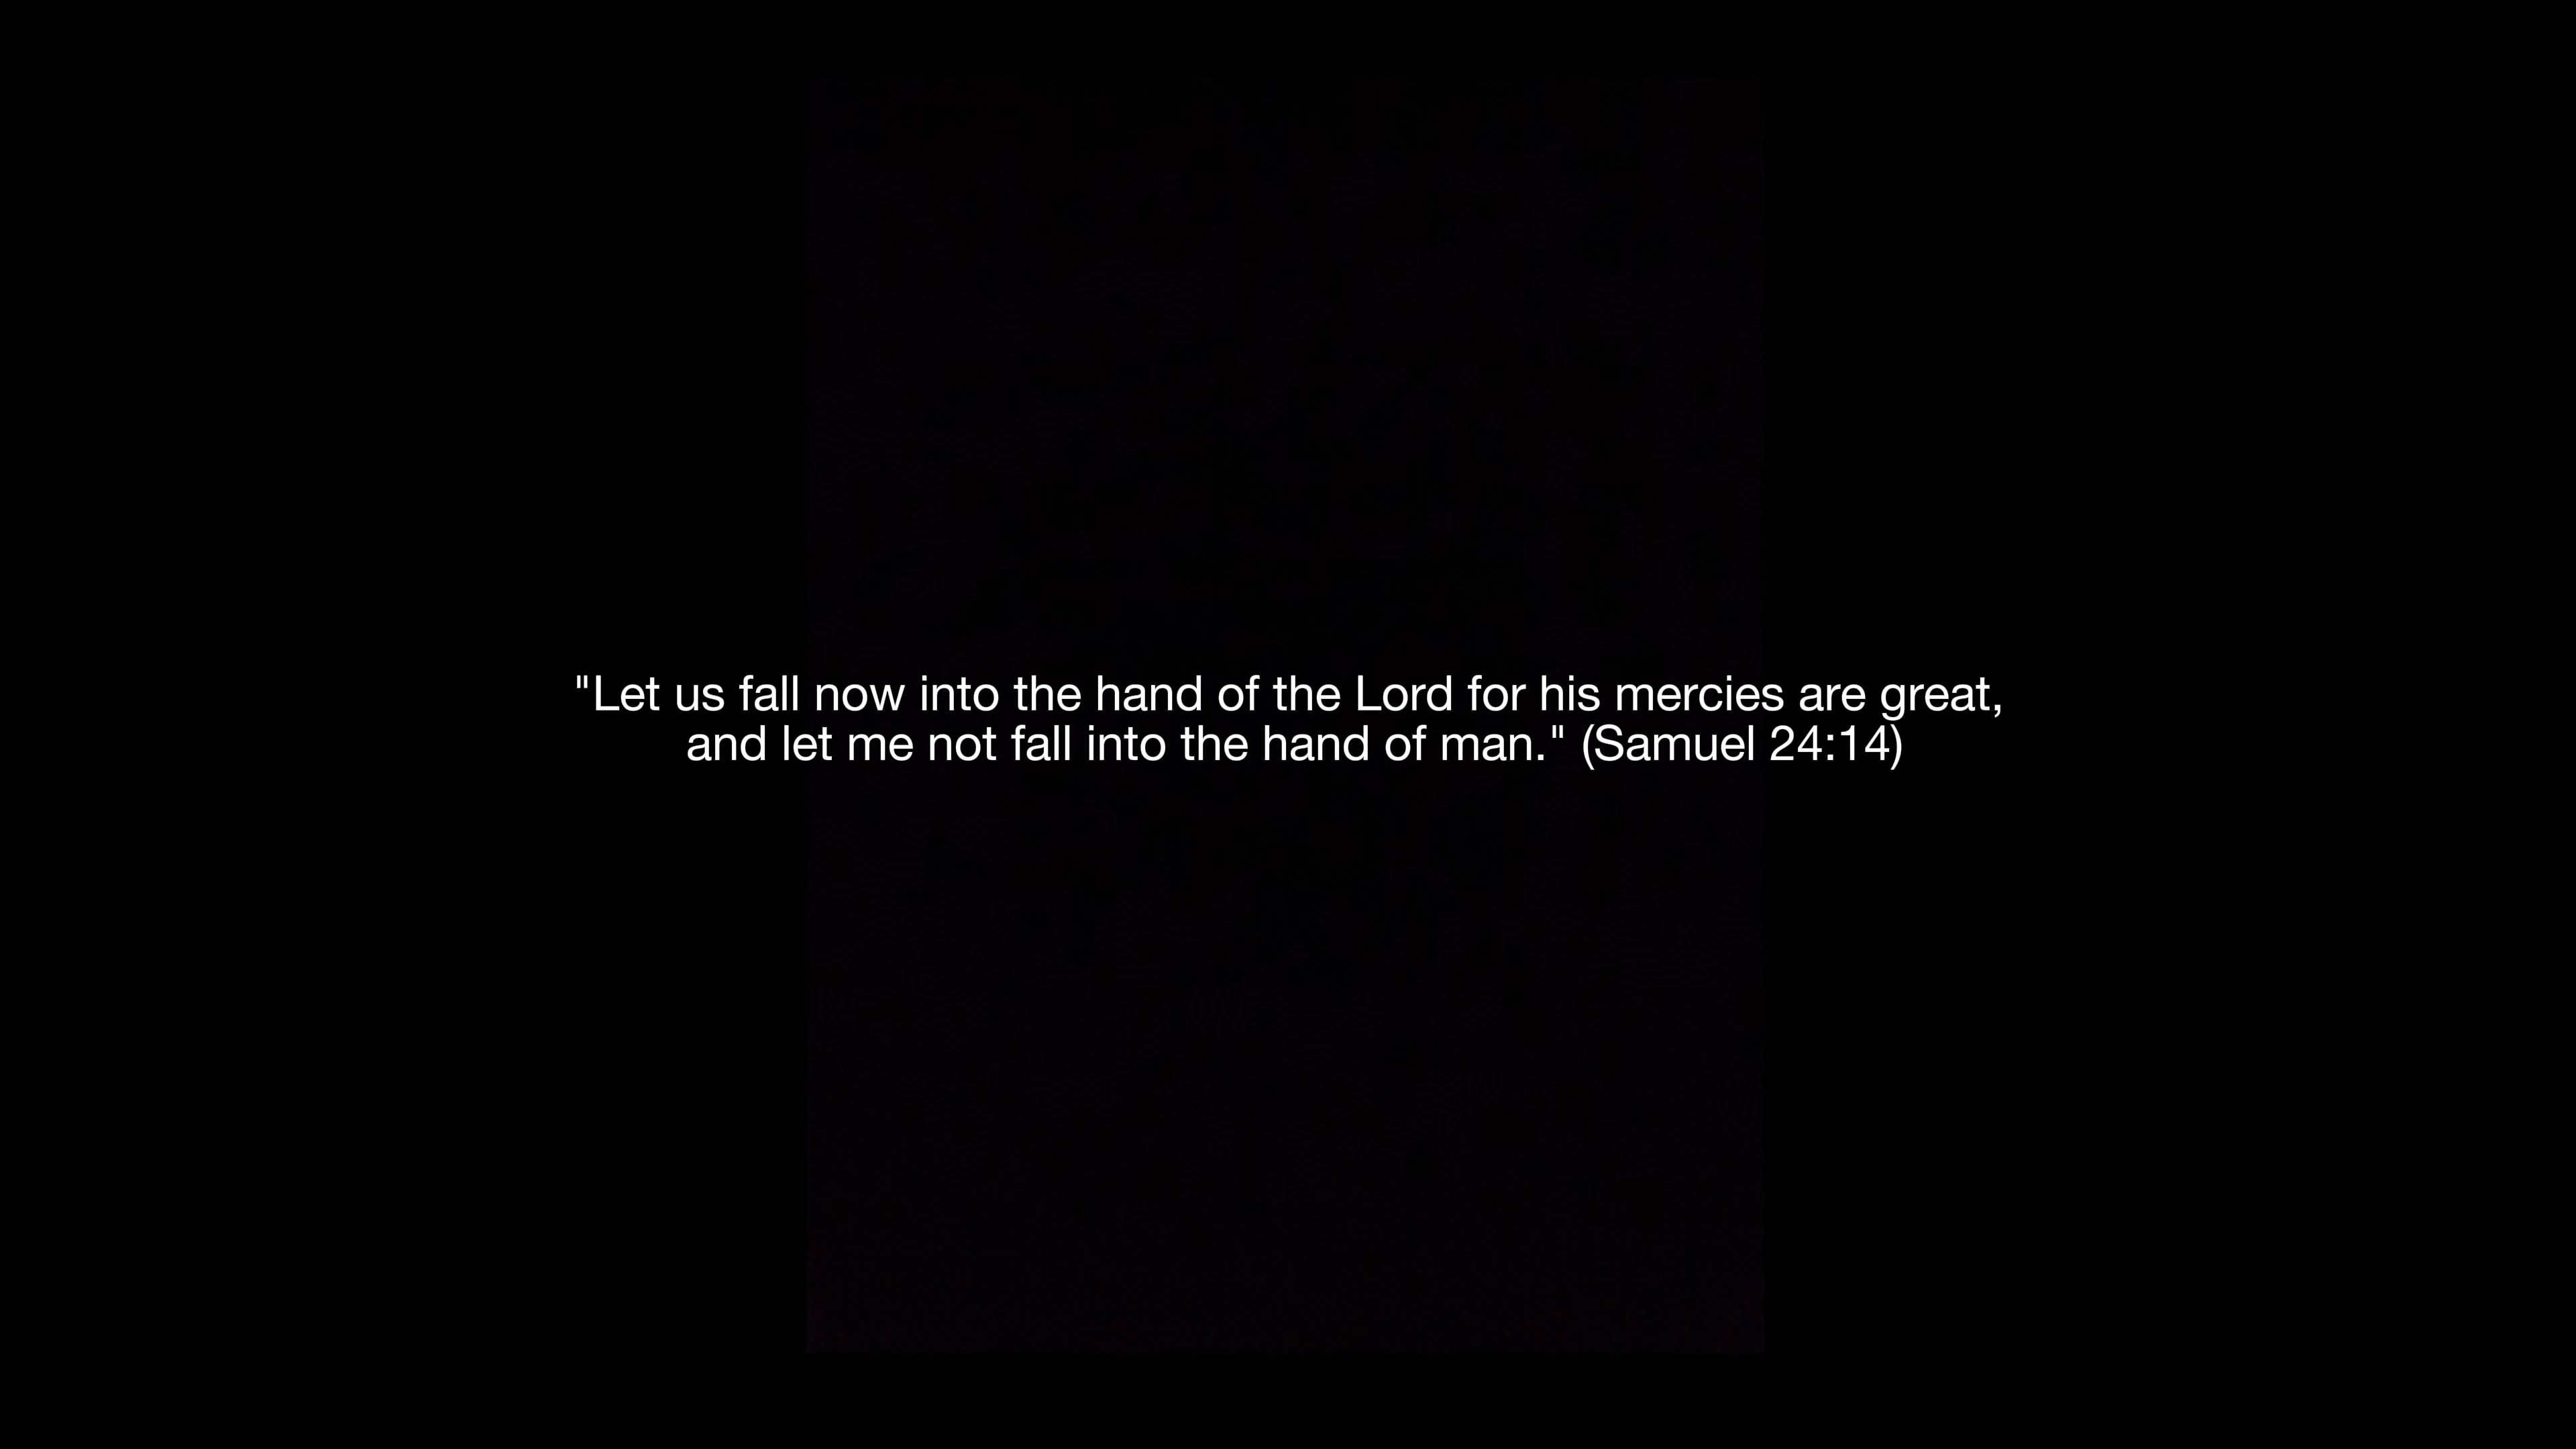 "Let us fall now into the hand of the Lord for his mercies are great,
and let me not fall into the hand of man." (Samuel 24:14)